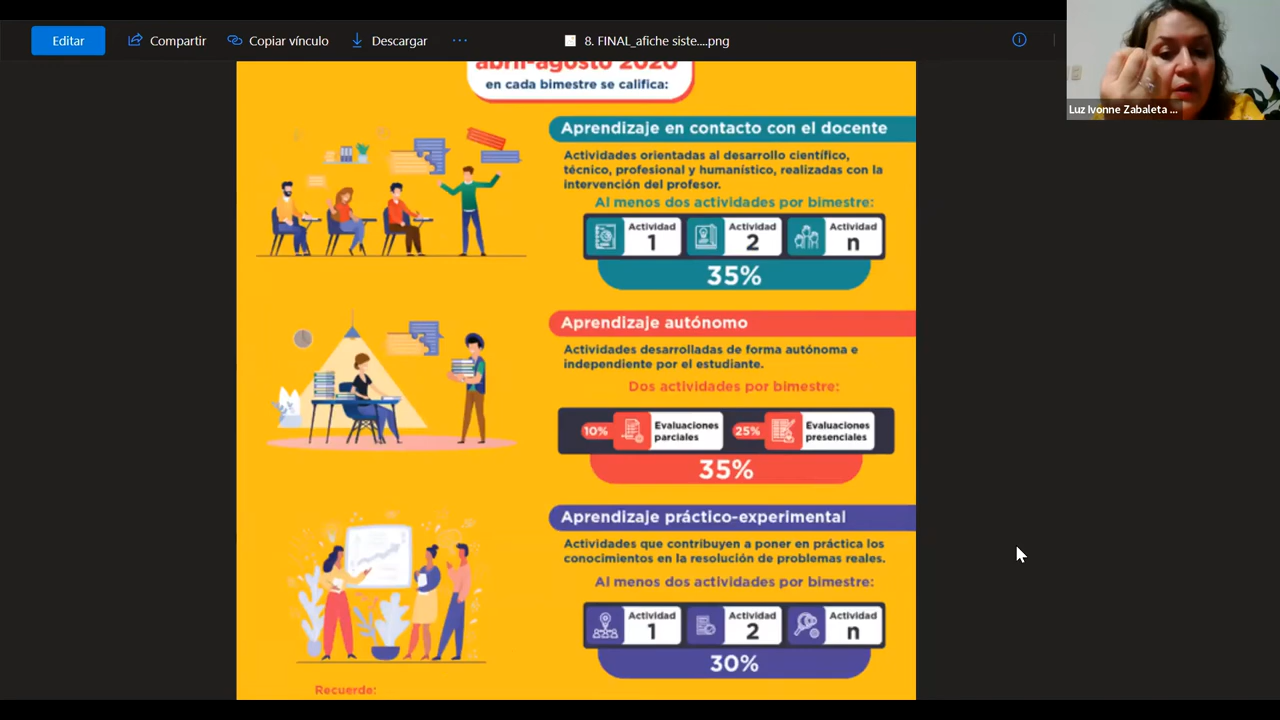 Editar
Compartir
Copiar vínculo
Descargar
...
8. FINAL_afiche siste....png
abril-agosto 2020
en cada bimestre se califica:
Aprendizaje en contacto con el docente
Actividades orientadas al desarrollo científico,
técnico, profesional y humanístico, realizadas con la
intervención del profesor.
Al menos dos actividades por bimestre:
Actividad
1
Actividad
2
Actividad
n
35%
Aprendizaje autónomo
Actividades desarrolladas de forma autónoma e
independiente por el estudiante.
Dos actividades por bimestre:
10%
Evaluaciones
parciales
25%
Evaluaciones
presenciales
35%
Aprendizaje práctico-experimental
Actividades que contribuyen a poner en práctica los
conocimientos en la resolución de problemas reales.
Al menos dos actividades por bimestre:
Actividad
1
Actividad
2
Actividad
n
30%
Recuerde:
Luz Ivonne Zabaleta ...